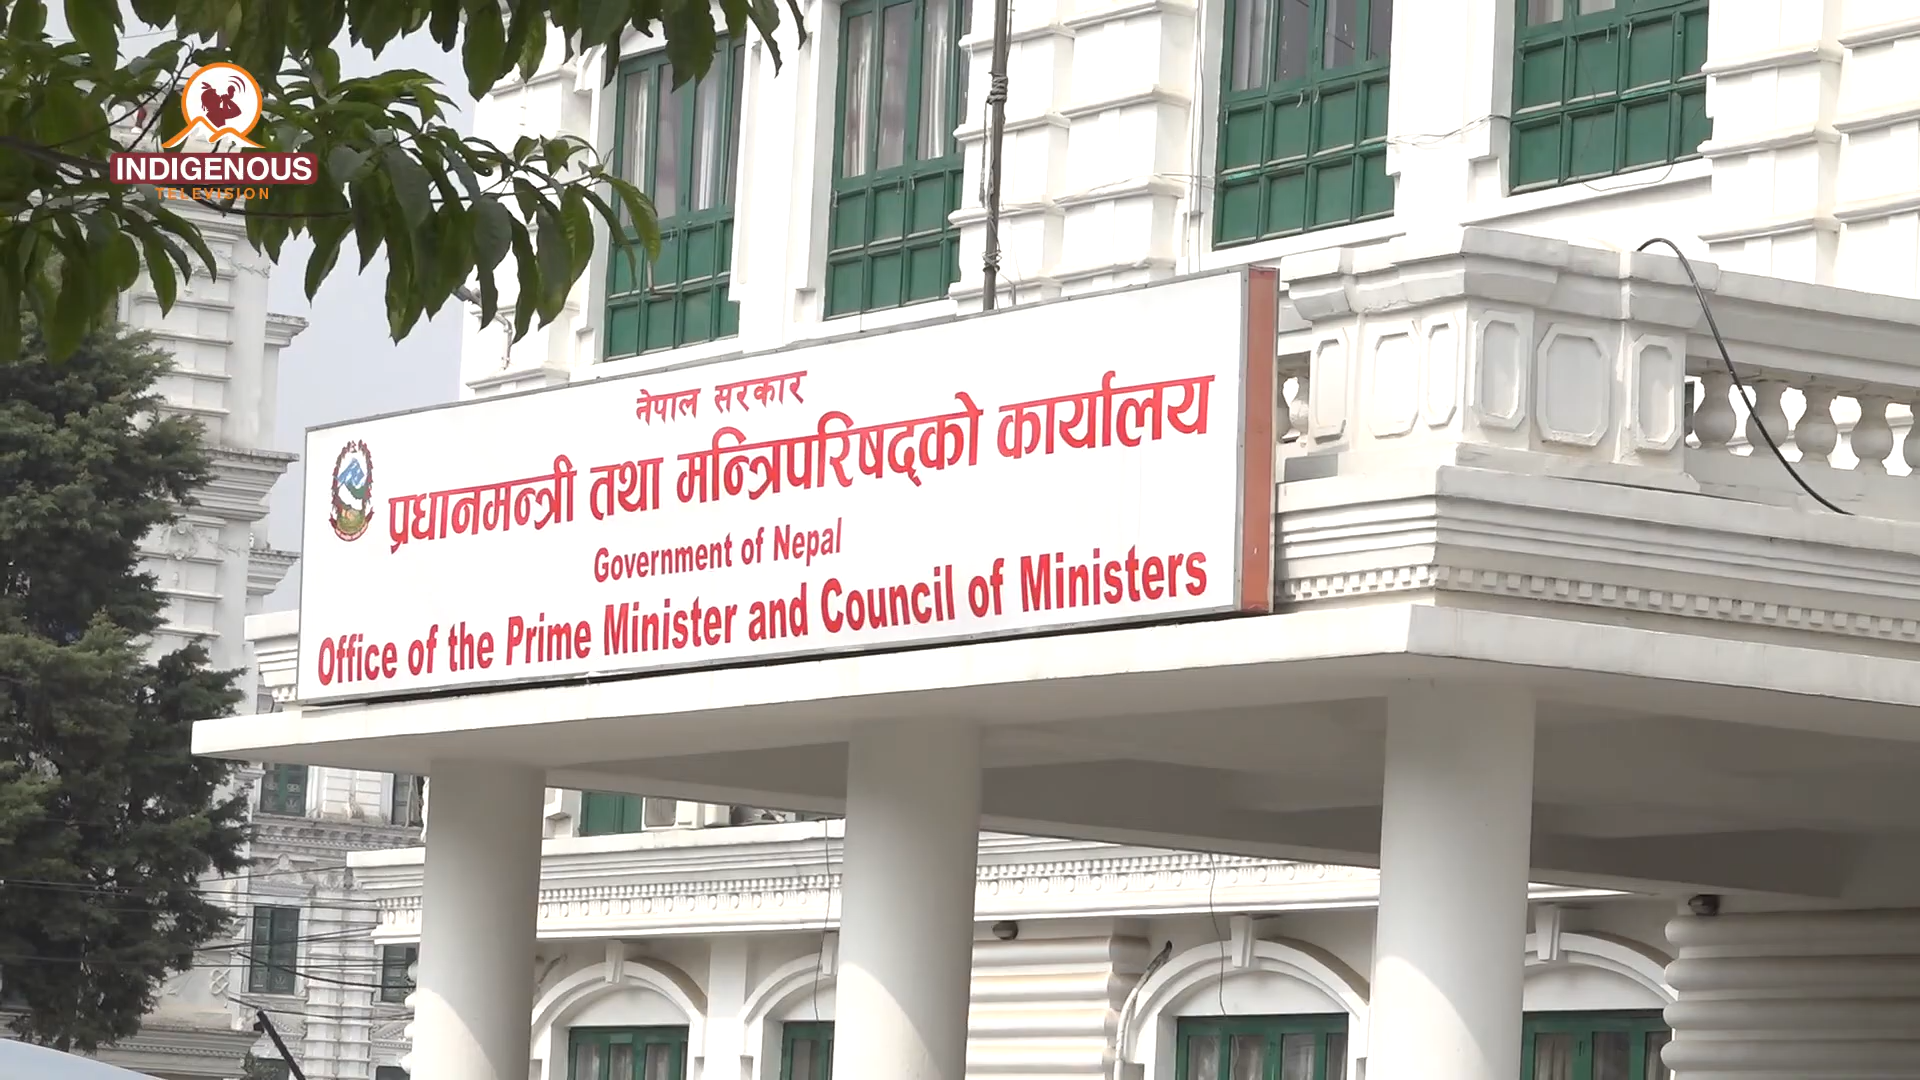 INDIGENOUS
TELEVISION
नेपाल सरकार
प्रधानमन्त्री तथा मन्त्रिपरिषद्को कार्यालय
Government of Nepal
Office of the Prime Minister and Council of Ministers